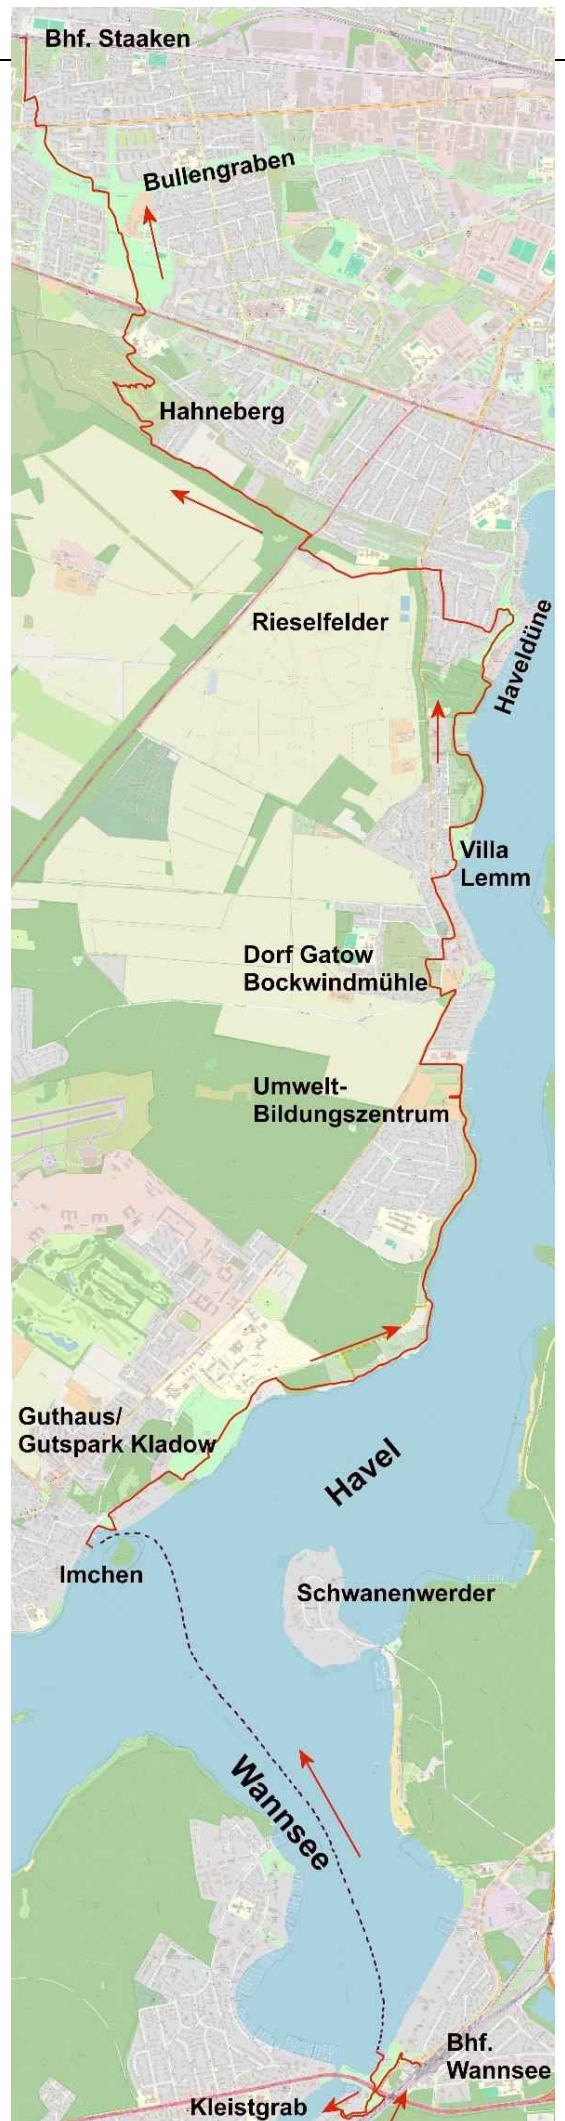 Bhf. Staaken
Bullengraben
Hahneberg
Rieselfelder
Haveldüne
Villa
Lemm
Dorf Gatow
Bockwindmühle
Umwelt-
Bildungszentrum
Guthaus/
Gutspark Kladow
Havel
Imchen
Schwanenwerder
Wannsee
Bhf.
Wannsee
Kleistgrab